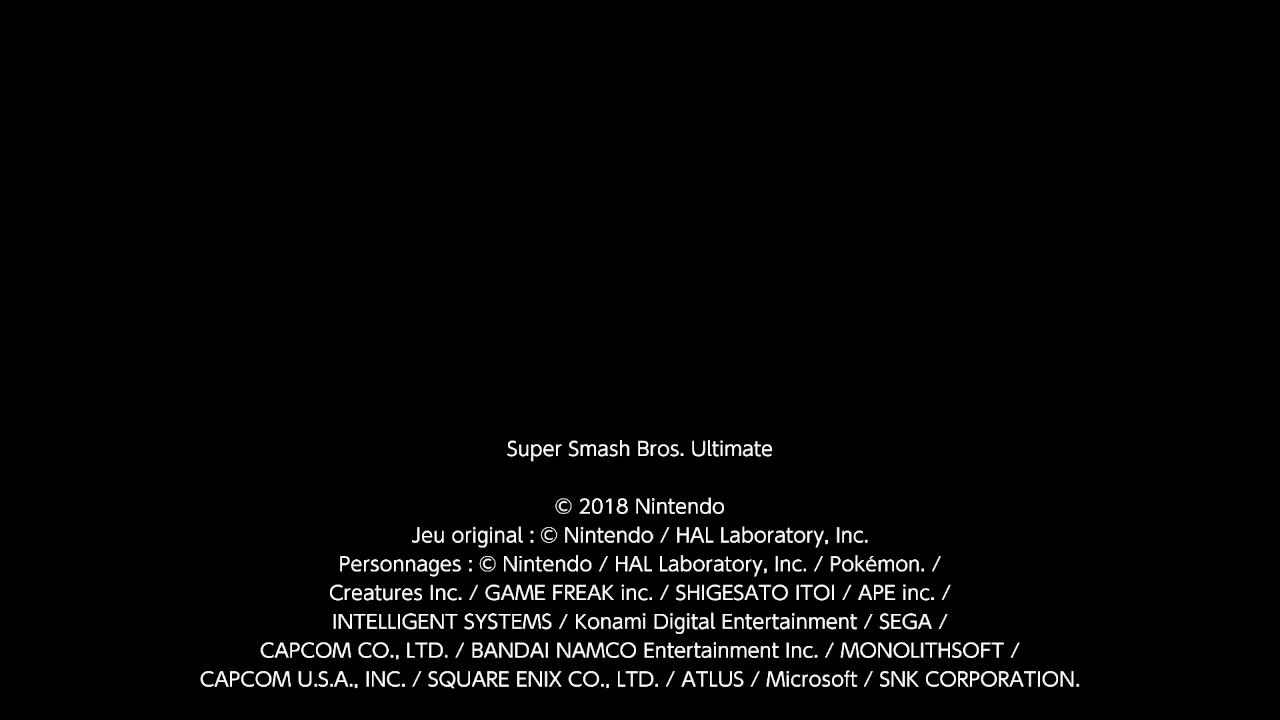 Super Smash Bros. Ultimate
© 2018 Nintendo
Jeu original : © Nintendo / HAL Laboratory, Inc.
Personnages : © Nintendo / HAL Laboratory, Inc. / Pokémon. /
Creatures Inc. / GAME FREAK inc. / SHIGESATO ITOI / APE inc. /
INTELLIGENT SYSTEMS / Konami Digital Entertainment / SEGA /
CAPCOM CO., LTD. / BANDAI NAMCO Entertainment Inc. / MONOLITHSOFT /
CAPCOM U.S.A., INC. / SQUARE ENIX CO., LTD. / ATLUS / Microsoft / SNK CORPORATION.